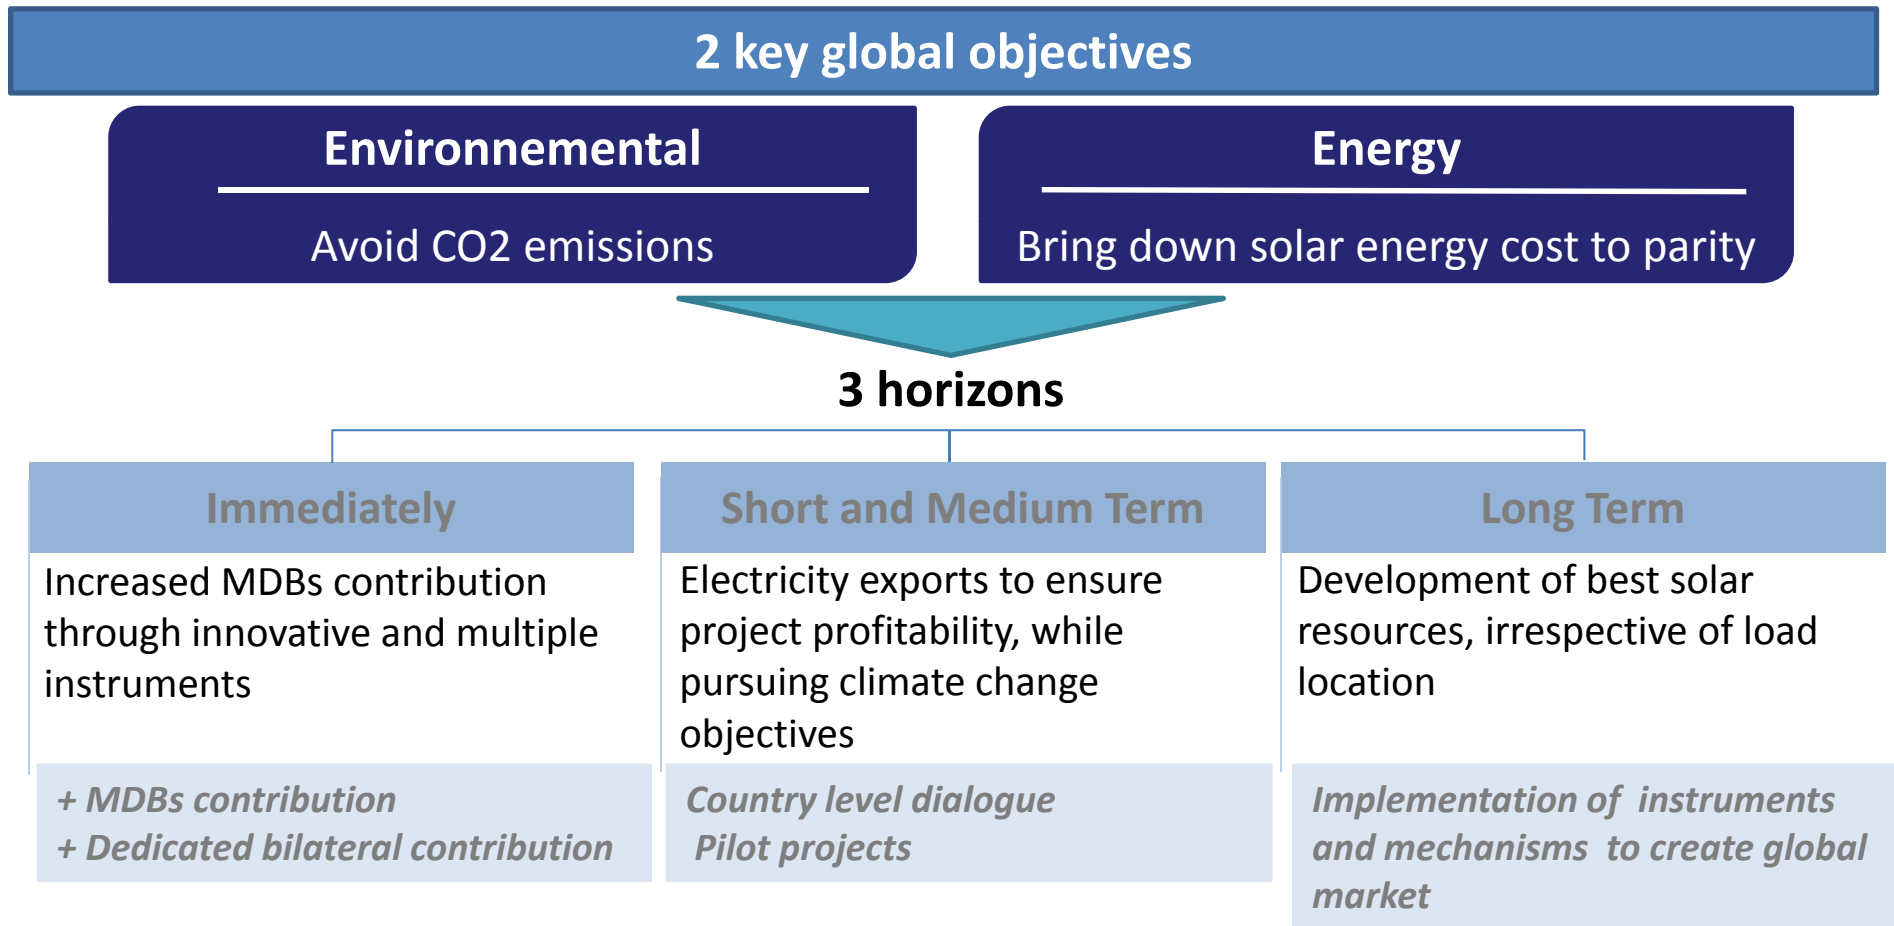 2 key global objectives
Environnemental
Avoid CO2 emissions
Energy
Bring down solar energy cost to parity
3 horizons
Immediately
Increased MDBs contribution
through innovative and multiple
instruments
+ MDBs contribution
+ Dedicated bilateral contribution
Short and Medium Term
Electricity exports to ensure
project profitability, while
pursuing climate change
objectives
Country level dialogue
Pilot projects
Long Term
Development of best solar
resources, irrespective of load
location
Implementation of instruments
and mechanisms to create global
market